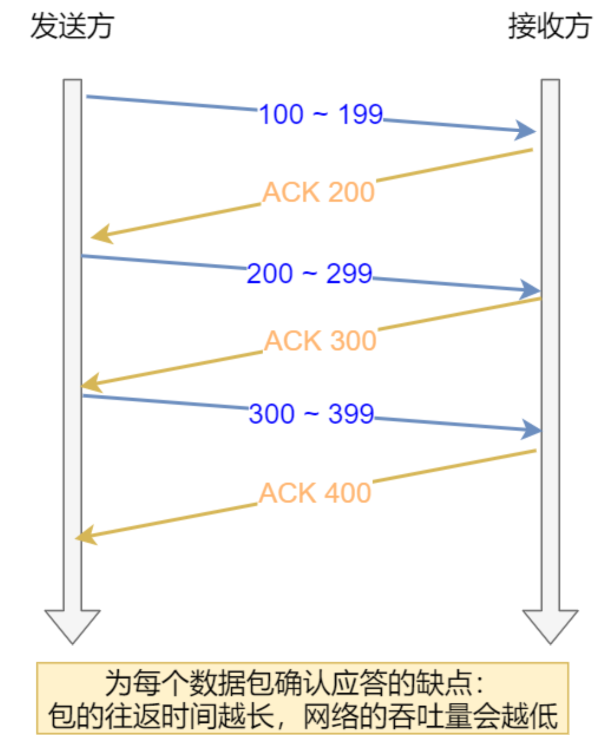 发送方
接收方
100 ~ 199
ACK 200
200 ~ 299
ACK 300
300 ~ 399
ACK 400
为每个数据包确认应答的缺点：
包的往返时间越长，网络的吞吐量会越低